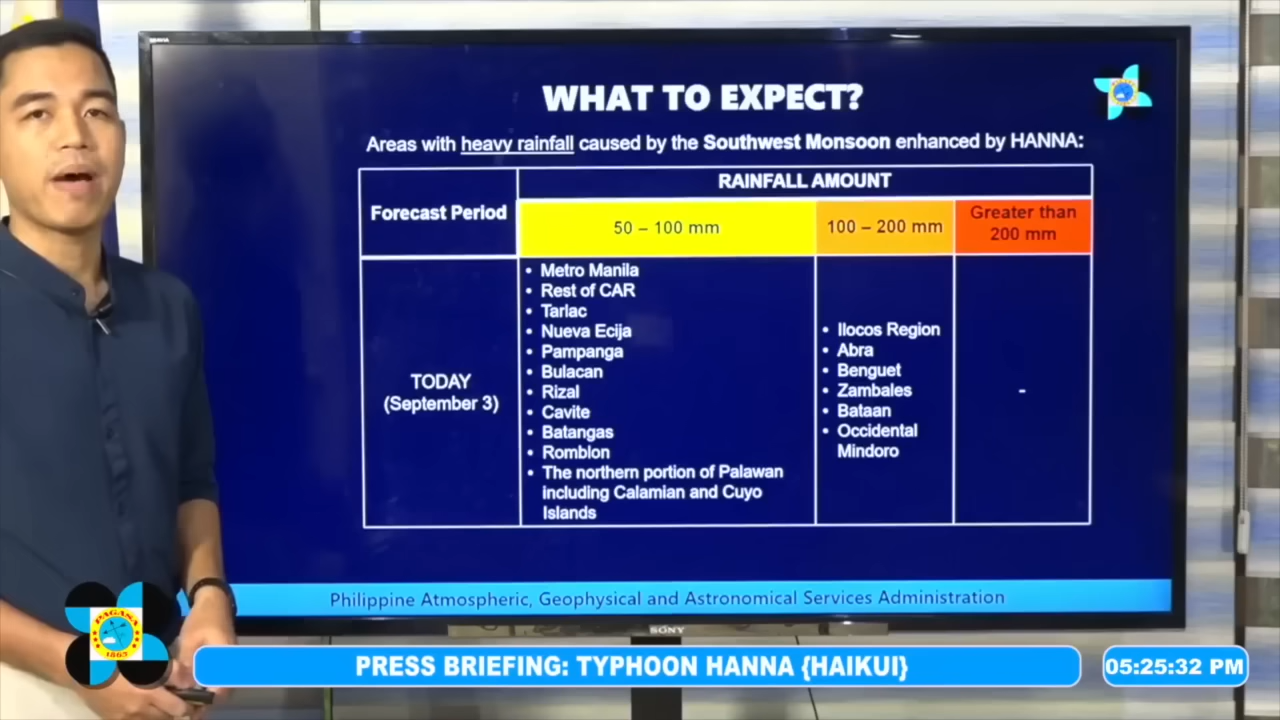 WHAT TO EXPECT?
Areas with heavy rainfall caused by the Southwest Monsoon enhanced by HANNA:
Forecast Period
RAINFALL AMOUNT
50 – 100 mm
100 – 200 mm
Greater than
200 mm
TODAY
(September 3)
• Metro Manila
• Rest of CAR
• Tarlac
• Nueva Ecija
• Pampanga
• Bulacan
• Rizal
• Cavite
• Batangas
• Romblon
• The northern portion of Palawan
including Calamian and Cuyo
Islands
• Ilocos Region
• Abra
• Benguet
• Zambales
• Bataan
• Occidental
Mindoro
-
Philippine Atmospheric, Geophysical and Astronomical Services Administration
SONY
PAGASA
1865
PRESS BRIEFING: TYPHOON HANNA {HAIKUI}
05:25:32 PM